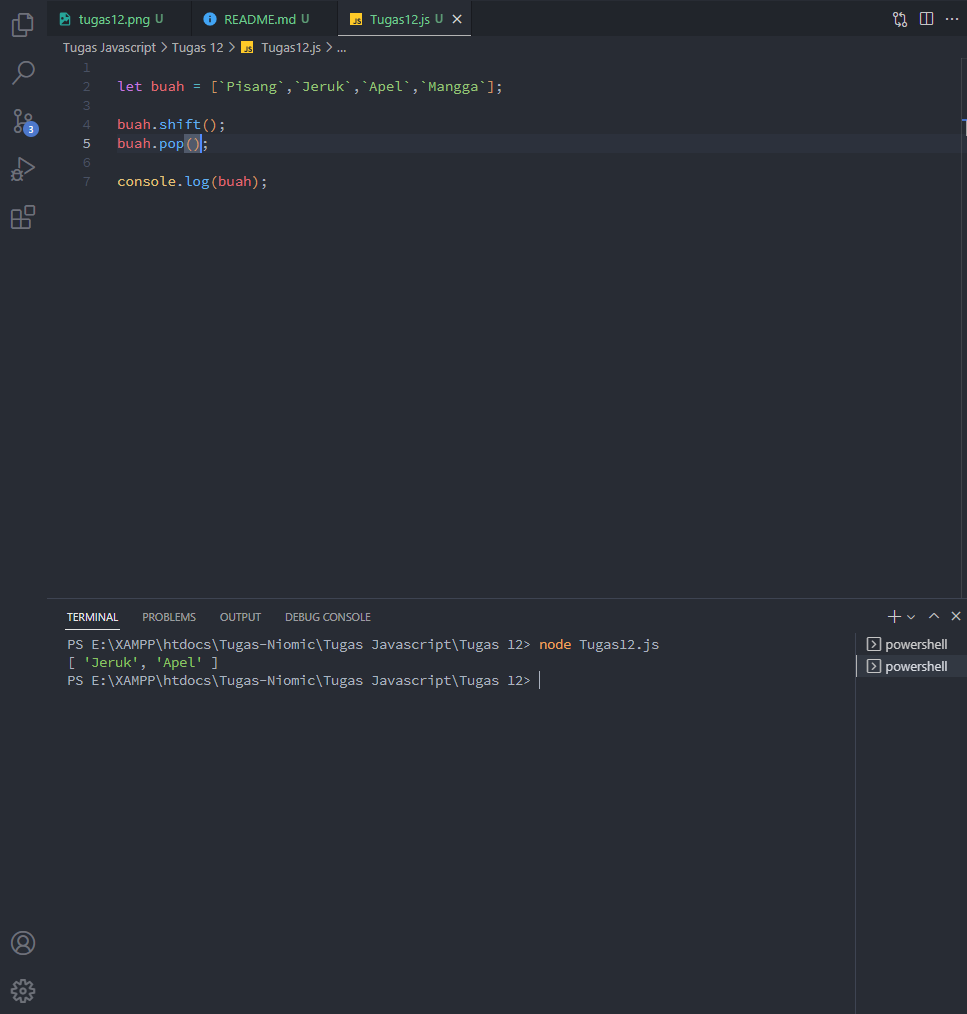 tugas12.png U README.md U JS Tugas12.js U
Tugas Javascript > Tugas 12 > JS Tugas12.js > ...
1
2 let buah = [`Pisang`,`Jeruk`,`Apel`,`Mangga`];
3
4 buah.shift();
5 buah.pop();
6
7 console.log(buah);
3
TERMINAL PROBLEMS OUTPUT DEBUG CONSOLE
PS E:\XAMPP\htdocs\Tugas-Niomic\Tugas Javascript\Tugas 12> node Tugas12.js
[ 'Jeruk', 'Apel' ]
PS E:\XAMPP\htdocs\Tugas-Niomic\Tugas Javascript\Tugas 12>
powershell
powershell